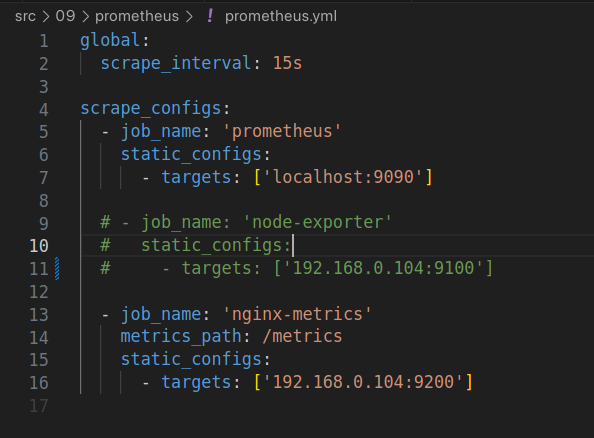 src > 09 > prometheus > ! prometheus.yml
1 global:
2   scrape_interval: 15s
3
4 scrape_configs:
5   - job_name: 'prometheus'
6     static_configs:
7       - targets: ['localhost:9090']
8
9   # - job_name: 'node-exporter'
10  #   static_configs:
11  #     - targets: ['192.168.0.104:9100']
12
13   - job_name: 'nginx-metrics'
14     metrics_path: /metrics
15     static_configs:
16       - targets: ['192.168.0.104:9200']
17